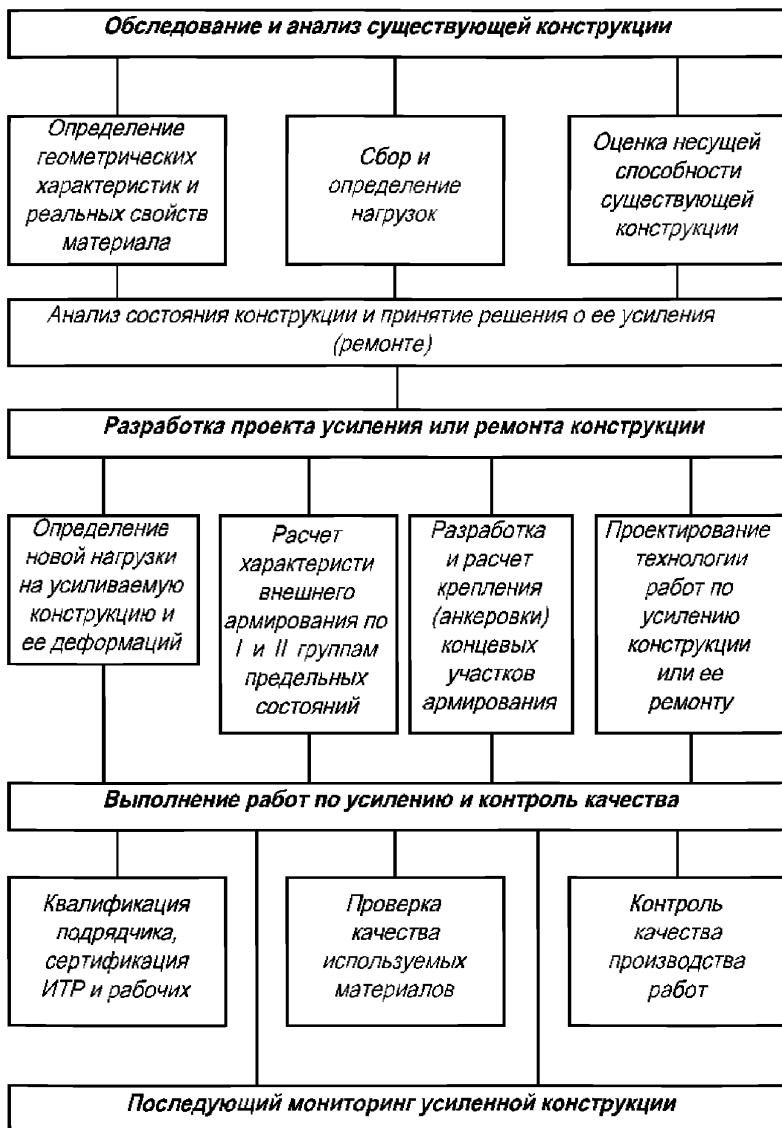 Обследование и анализ существующей конструкции
Определение
геометрических
характеристик и
реальных свойств
материала
Сбор и
определение
нагрузок
Оценка несущей
способности
существующей
конструкции
Анализ состояния конструкции и принятие решения о ее усиления
(ремонте)
Разработка проекта усиления или ремонта конструкции
Определение
новой нагрузки
на усиливаемую
конструкцию и
ее деформаций
Расчет
характеристи
внешнего
армирования по
I и II группам
предельных
состояний
Разработка
и расчет
крепления
(анкеровки)
концевых
участков
армирования
Проектирование
технологии
работ по
усилению
конструкции
или ее
ремонту
Выполнение работ по усилению и контроль качества
Квалификация
подрядчика,
сертификация
ИТР и рабочих
Проверка
качества
используемых
материалов
Контроль
качества
производства
работ
Последующий мониторинг усиленной конструкции